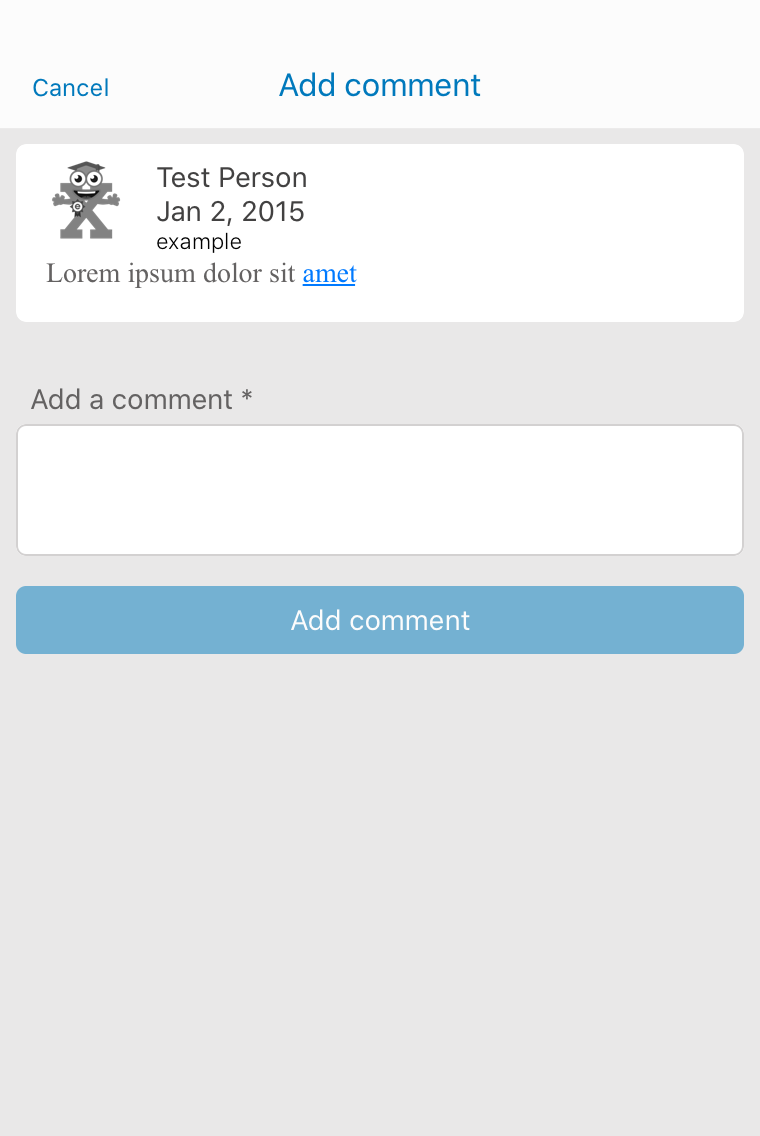 Cancel
Add comment
Test Person
Jan 2, 2015
example
Lorem ipsum dolor sit amet
Add a comment *
Add comment